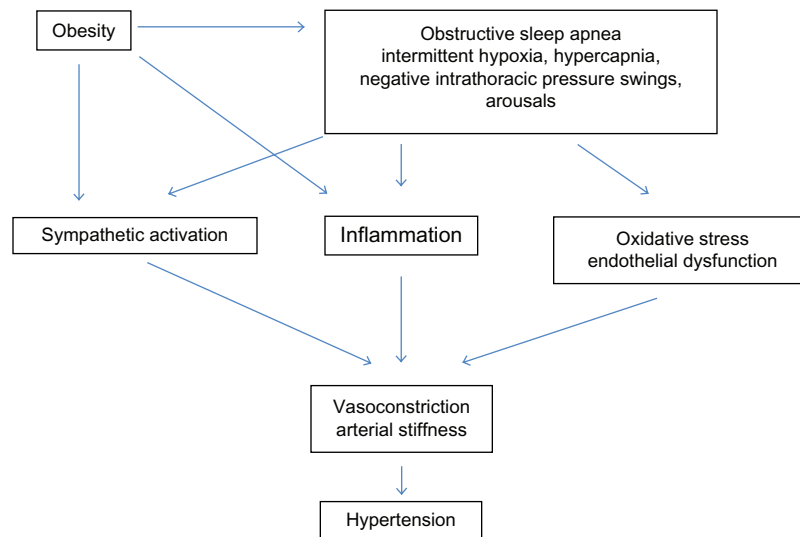 Obesity
Obstructive sleep apnea
intermittent hypoxia, hypercapnia,
negative intrathoracic pressure swings,
arousals
Sympathetic activation
Inflammation
Oxidative stress
endothelial dysfunction
Vasoconstriction
arterial stiffness
Hypertension